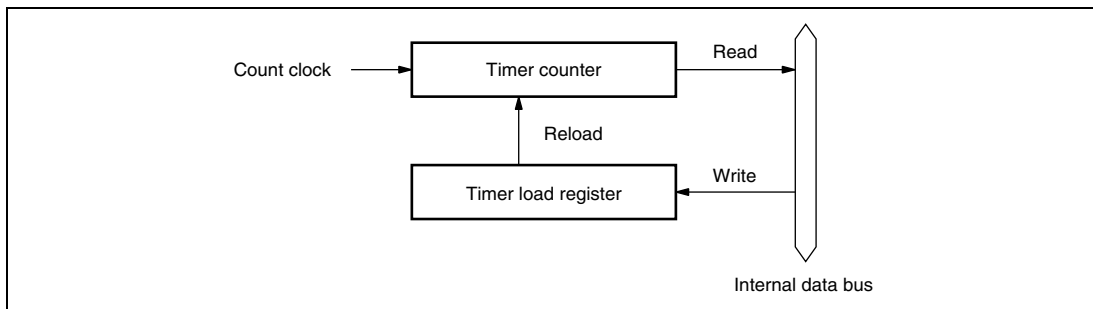 Read
Count clock
Timer counter
Reload
Write
Timer load register
Internal data bus